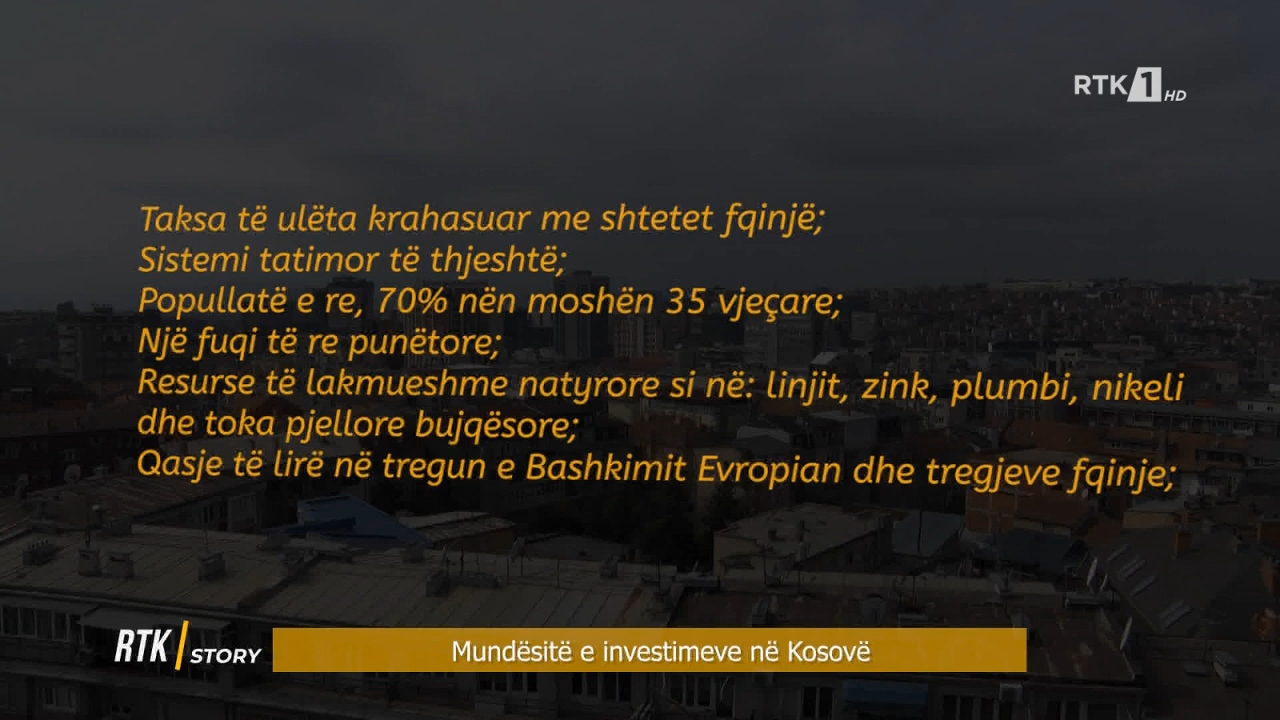 RTK 1 HD
Taksa të ulëta krahasuar me shtetet fqinjë;
Sistemi tatimor të thjeshtë;
Popullatë e re, 70% nën moshën 35 vjeçare;
Një fuqi të re punëtore;
Resurse të lakmueshme natyrore si në: linjit, zink, plumbi, nikeli
dhe toka pjellore bujqësore;
Qasje të lirë në tregun e Bashkimit Evropian dhe tregjeve fqinje;
RTK STORY
Mundësitë e investimeve në Kosovë